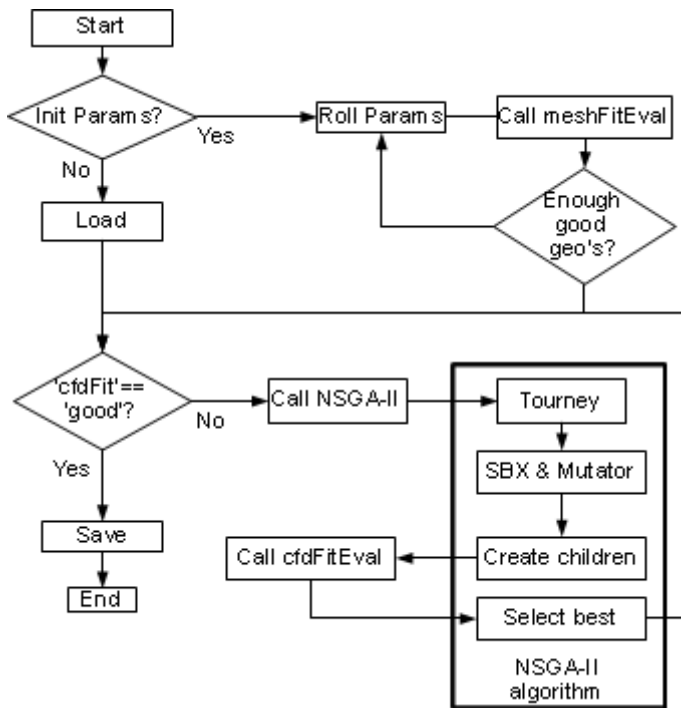 Start
Init Params?
Yes
No
Roll Params
Call meshFitEval
Enough
good
geo's?
Load
'cfdFit'==
'good'?
No
Yes
Call NSGA-II
Tourney
SBX & Mutator
Create children
Call cfdFitEval
Select best
NSGA-II
algorithm
Save
End